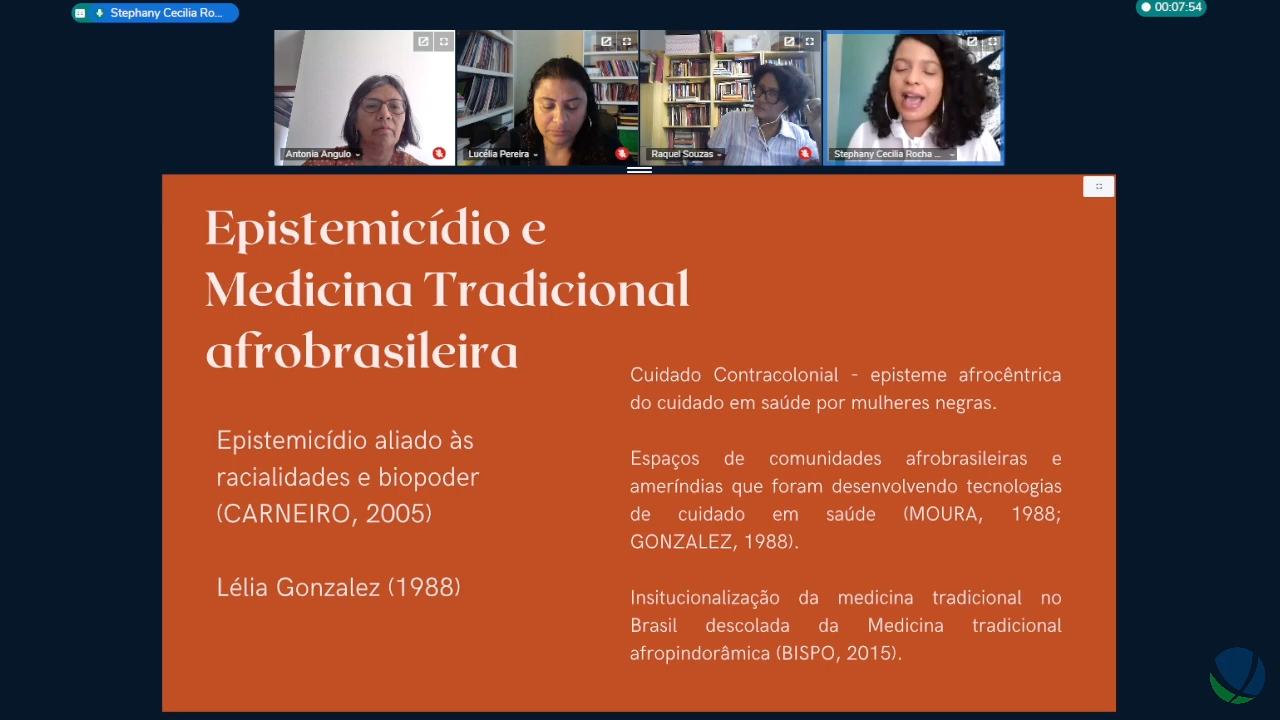 Stephany Cecilia Ro...
00:07:54
Antonia Angulo
Lucélia Pereira
Raquel Souzas
Stephany Cecilia Rocha ...
Epistemicídio e
Medicina Tradicional
afrobrasileira
Epistemicídio aliado às
racialidades e biopoder
(CARNEIRO, 2005)
Lélia Gonzalez (1988)
Cuidado Contracolonial - episteme afrocêntrica
do cuidado em saúde por mulheres negras.
Espaços de comunidades afrobrasileiras e
ameríndias que foram desenvolvendo tecnologias
de cuidado em saúde (MOURA, 1988;
GONZALEZ, 1988).
Insitucionalização da medicina tradicional no
Brasil descolada da Medicina tradicional
afropindorâmica (BISPO, 2015).